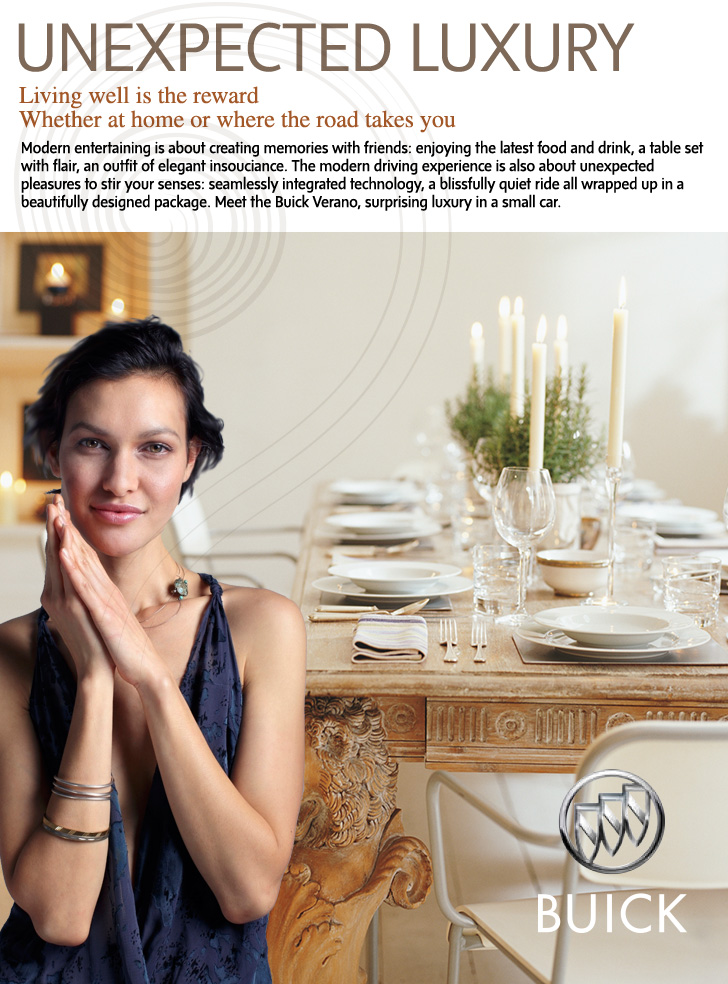 UNEXPECTED LUXURY
Living well is the reward
Whether at home or where the road takes you
Modern entertaining is about creating memories with friends: enjoying the latest food and drink, a table set
with flair, an outfit of elegant insouciance. The modern driving experience is also about unexpected
pleasures to stir your senses: seamlessly integrated technology, a blissfully quiet ride all wrapped up in a
beautifully designed package. Meet the Buick Verano, surprising luxury in a small car.
BUICK